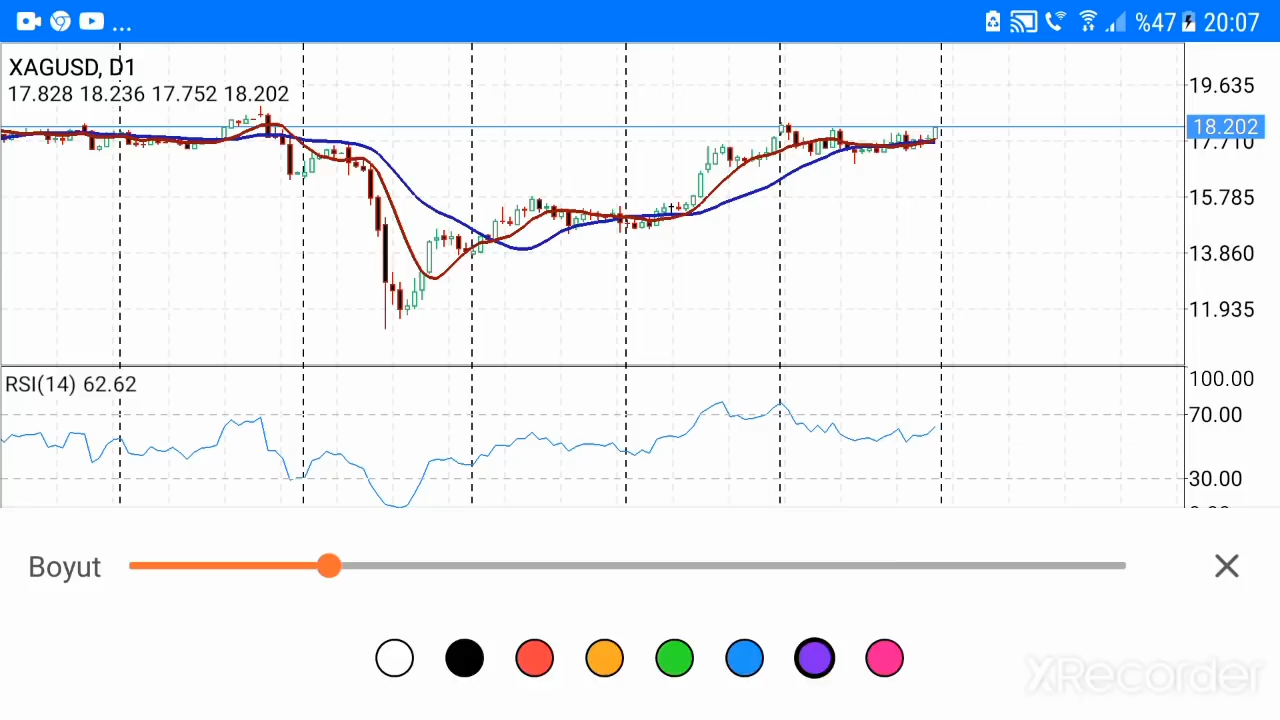 ... %47 20:07
XAGUSD, D1
17.828 18.236 17.752 18.202
19.635
18.202
17.710
15.785
13.860
11.935
RSI(14) 62.62
100.00
70.00
30.00
Boyut
XRecorder